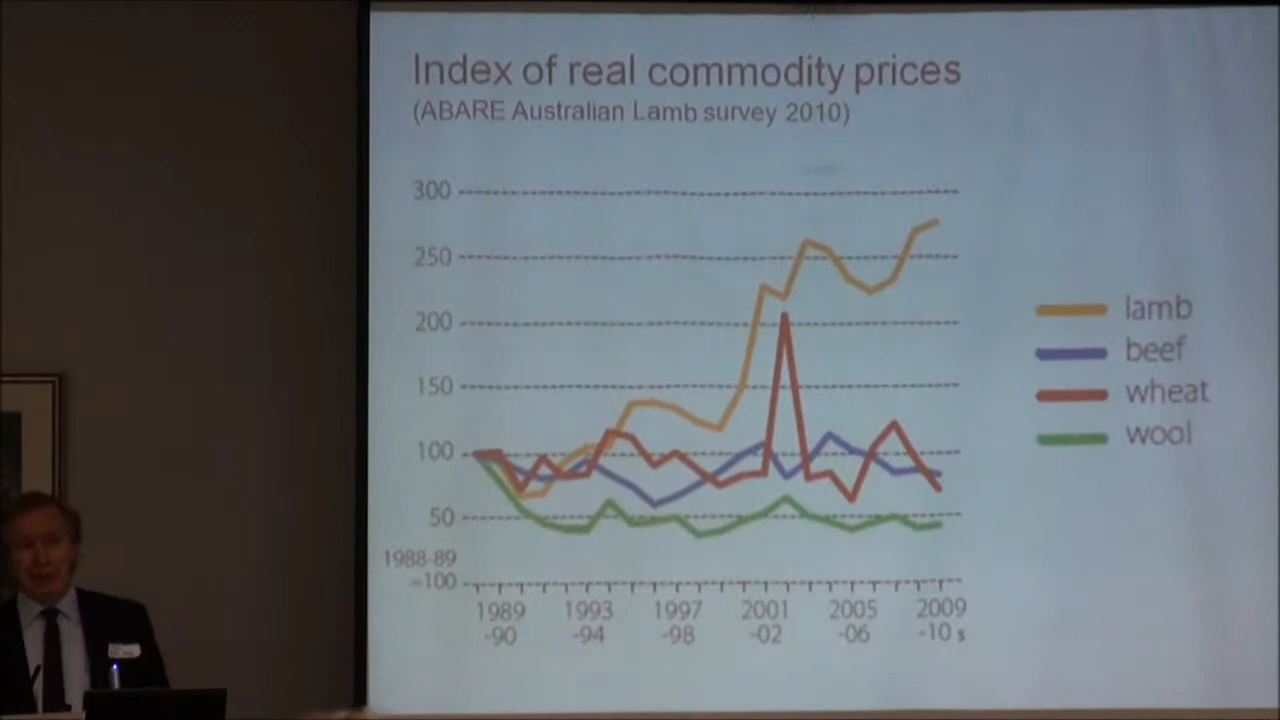 Index of real commodity prices
(ABARE Australian Lamb survey 2010)
300
250
200
150
100
50
1988-89
=100
1989 1993 1997 2001 2005 2009
-90 -94 -98 -02 -06 -10 s
lamb
beef
wheat
wool